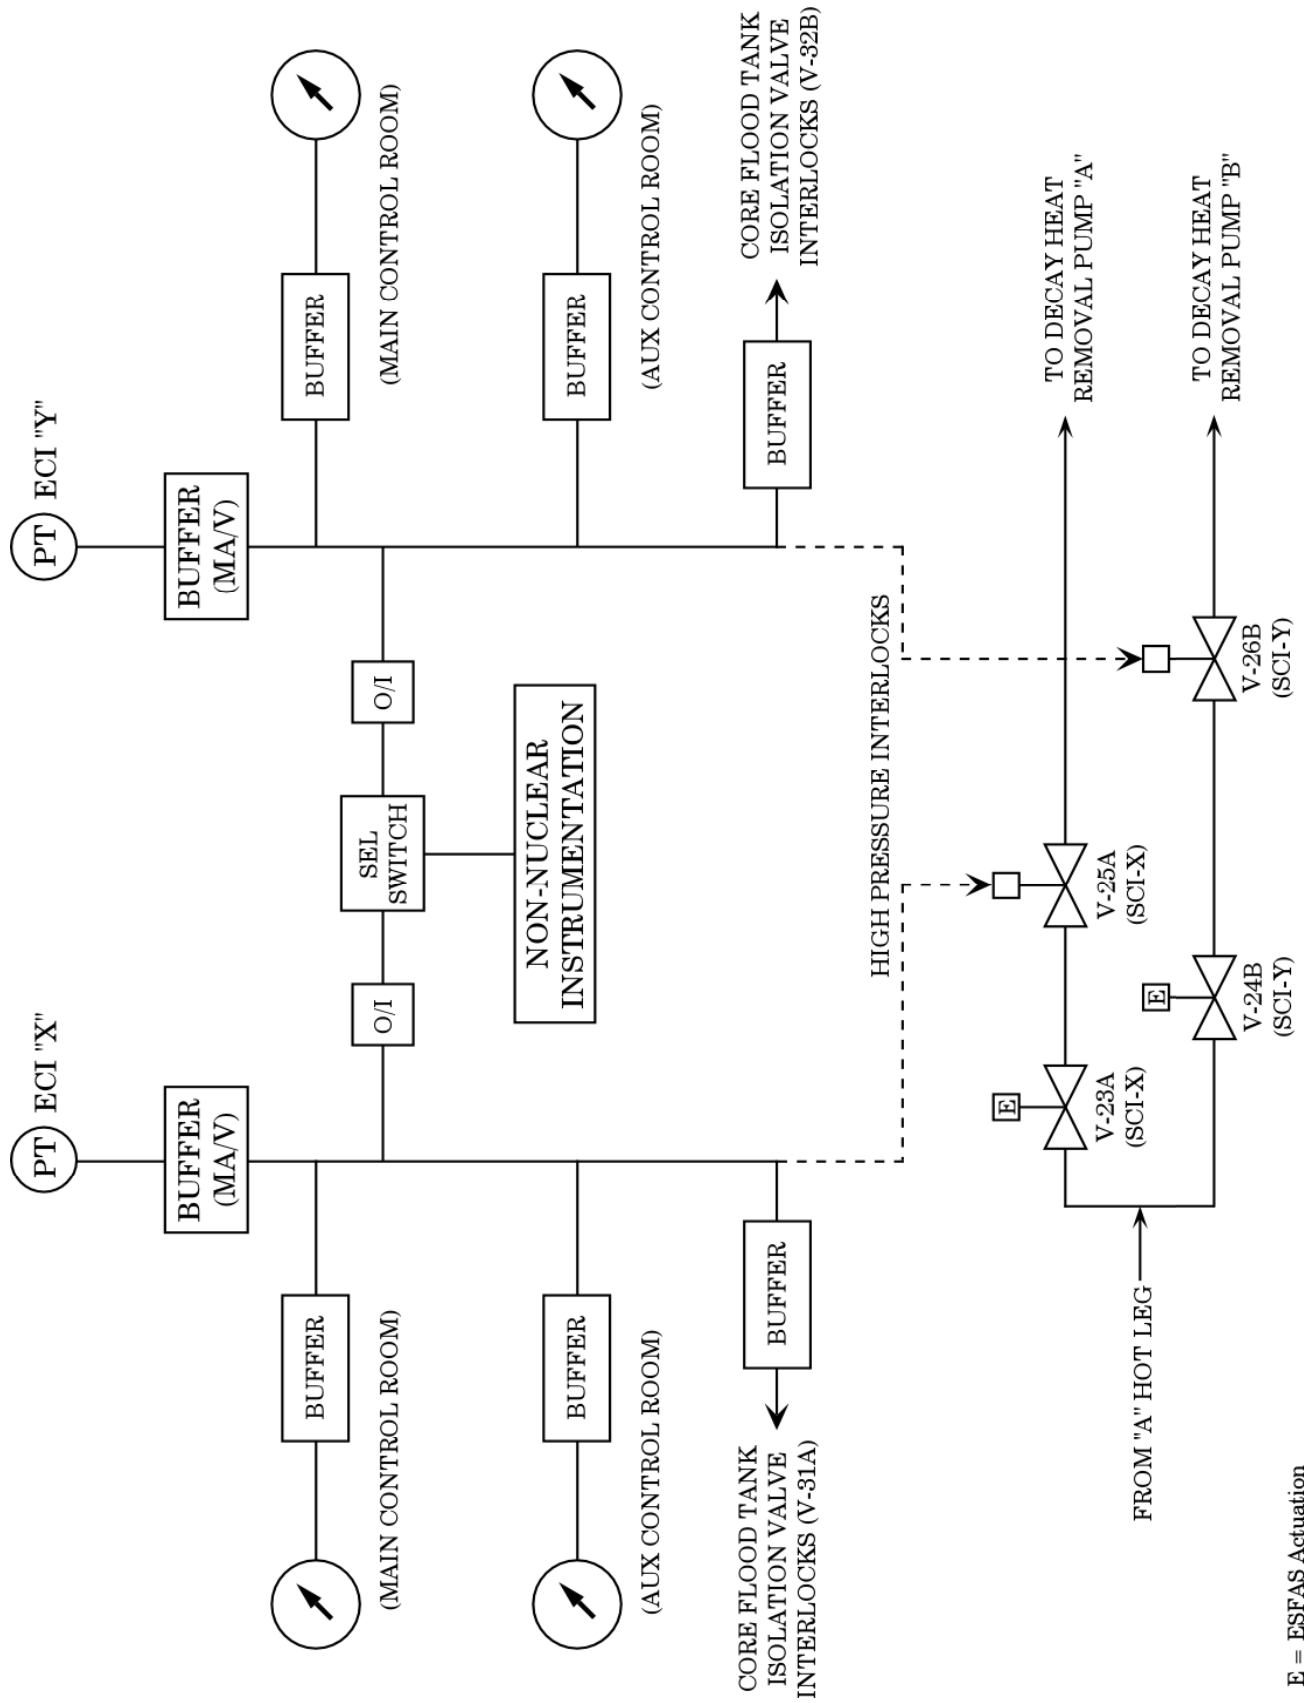 PT
ECI "X"
BUFFER
(MA/V)
PT
ECI "Y"
BUFFER
(MA/V)
BUFFER
(MAIN CONTROL ROOM)
O/I
SEL
SWITCH
O/I
BUFFER
(MAIN CONTROL ROOM)
BUFFER
(AUX CONTROL ROOM)
NON-NUCLEAR
INSTRUMENTATION
BUFFER
(AUX CONTROL ROOM)
CORE FLOOD TANK
ISOLATION VALVE
INTERLOCKS (V-31A)
BUFFER
BUFFER
CORE FLOOD TANK
ISOLATION VALVE
INTERLOCKS (V-32B)
HIGH PRESSURE INTERLOCKS
E
V-23A
(SCI-X)
V-25A
(SCI-X)
TO DECAY HEAT
REMOVAL PUMP "A"
FROM "A" HOT LEG
E
V-24B
(SCI-Y)
V-26B
(SCI-Y)
TO DECAY HEAT
REMOVAL PUMP "B"
E = ESFAS Actuation